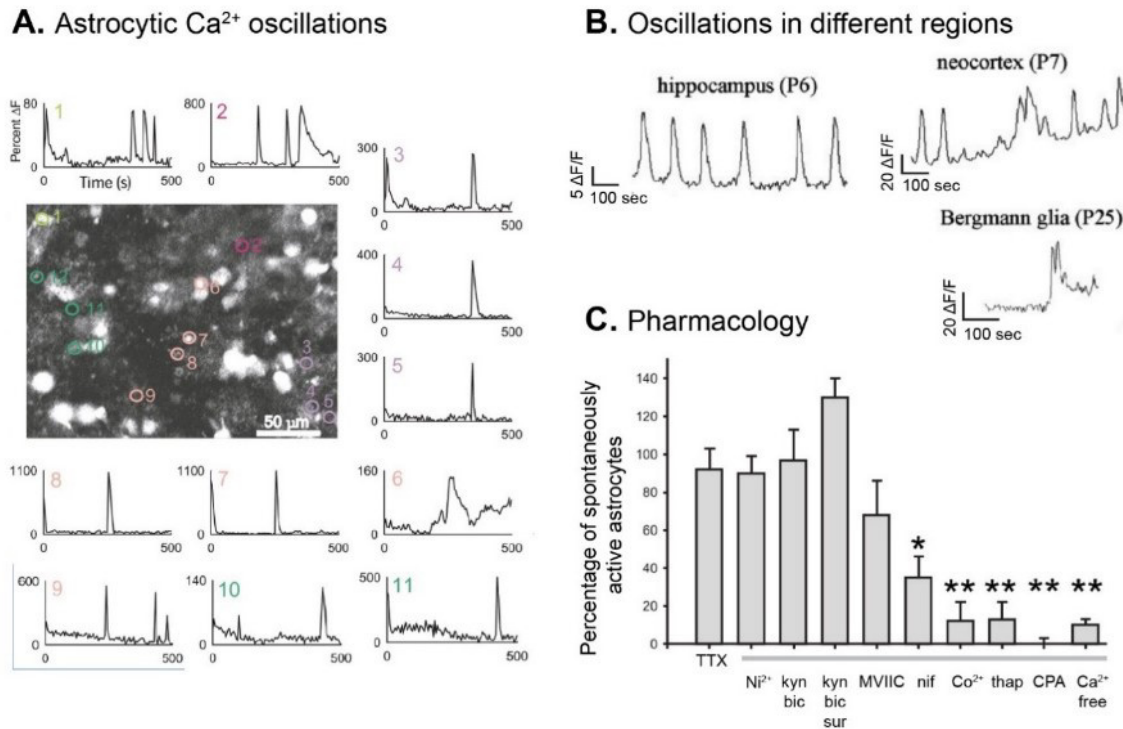 A. Astrocytic Ca²⁺ oscillations
80
1
Percent ΔF
0
0
Time (s)
500
800
2
0
0
500
300
3
0
0
500
400
4
0
0
500
300
5
0
0
500
1
2
12
6
11
7
10
8
3
9
4
5
50 µm
1100
8
0
0
500
1100
7
0
0
500
160
6
0
0
500
600
9
0
0
500
140
10
0
0
500
500
11
0
0
500
B. Oscillations in different regions
hippocampus (P6)
5 ΔF/F
100 sec
neocortex (P7)
20 ΔF/F
100 sec
Bergmann glia (P25)
20 ΔF/F
100 sec
C. Pharmacology
Percentage of spontaneously
active astrocytes
140
120
100
80
60
40
20
0
*
**
**
**
**
TTX
Ni²⁺
kyn
bic
kyn
bic
sur
MVIIC
nif
Co²⁺
thap
CPA
Ca²⁺
free